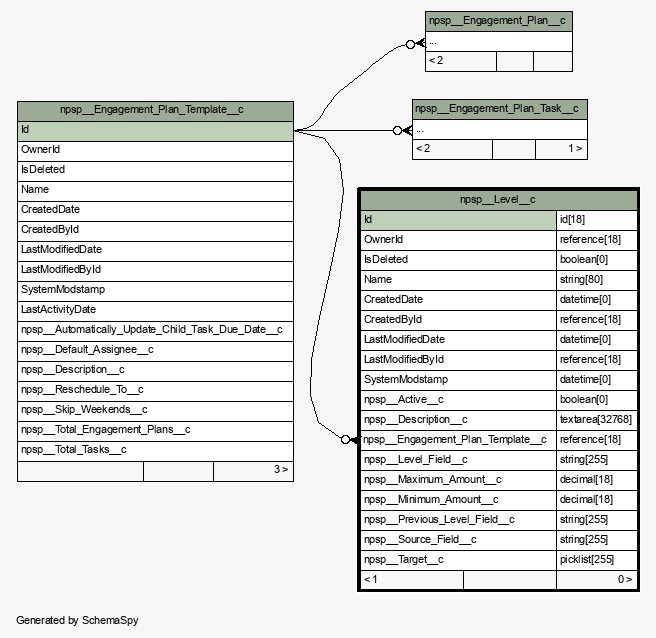 npsp__Engagement_Plan__c
...
< 2
npsp__Engagement_Plan_Template__c
Id
OwnerId
IsDeleted
Name
CreatedDate
CreatedById
LastModifiedDate
LastModifiedById
SystemModstamp
LastActivityDate
npsp__Automatically_Update_Child_Task_Due_Date__c
npsp__Default_Assignee__c
npsp__Description__c
npsp__Reschedule_To__c
npsp__Skip_Weekends__c
npsp__Total_Engagement_Plans__c
npsp__Total_Tasks__c
3 >
npsp__Engagement_Plan_Task__c
...
< 2 1 >
npsp__Level__c
Id id[18]
OwnerId reference[18]
IsDeleted boolean[0]
Name string[80]
CreatedDate datetime[0]
CreatedById reference[18]
LastModifiedDate datetime[0]
LastModifiedById reference[18]
SystemModstamp datetime[0]
npsp__Active__c boolean[0]
npsp__Description__c textarea[32768]
npsp__Engagement_Plan_Template__c reference[18]
npsp__Level_Field__c string[255]
npsp__Maximum_Amount__c decimal[18]
npsp__Minimum_Amount__c decimal[18]
npsp__Previous_Level_Field__c string[255]
npsp__Source_Field__c string[255]
npsp__Target__c picklist[255]
< 1 0 >
Generated by SchemaSpy